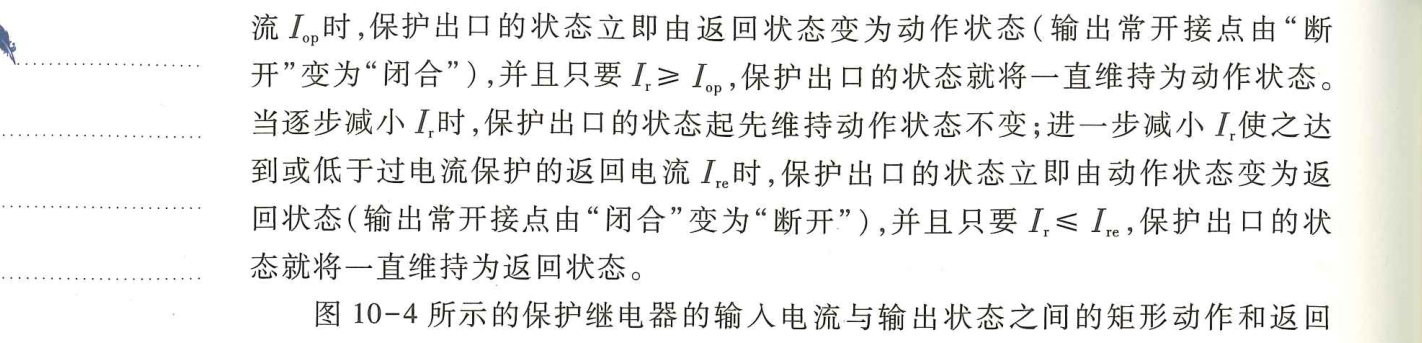 流 Iop时,保护出口的状态立即由返回状态变为动作状态(输出常开接点由“断
开”变为“闭合”),并且只要 Ir≥ Iop,保护出口的状态就将一直维持为动作状态。
当逐步减小 Ir时,保护出口的状态起先维持动作状态不变;进一步减小 Ir使之达
到或低于过电流保护的返回电流 Ire时,保护出口的状态立即由动作状态变为返
回状态(输出常开接点由“闭合”变为“断开”),并且只要 Ir≤ Ire,保护出口的状
态就将一直维持为返回状态。
图 10-4 所示的保护继电器的输入电流与输出状态之间的矩形动作和返回